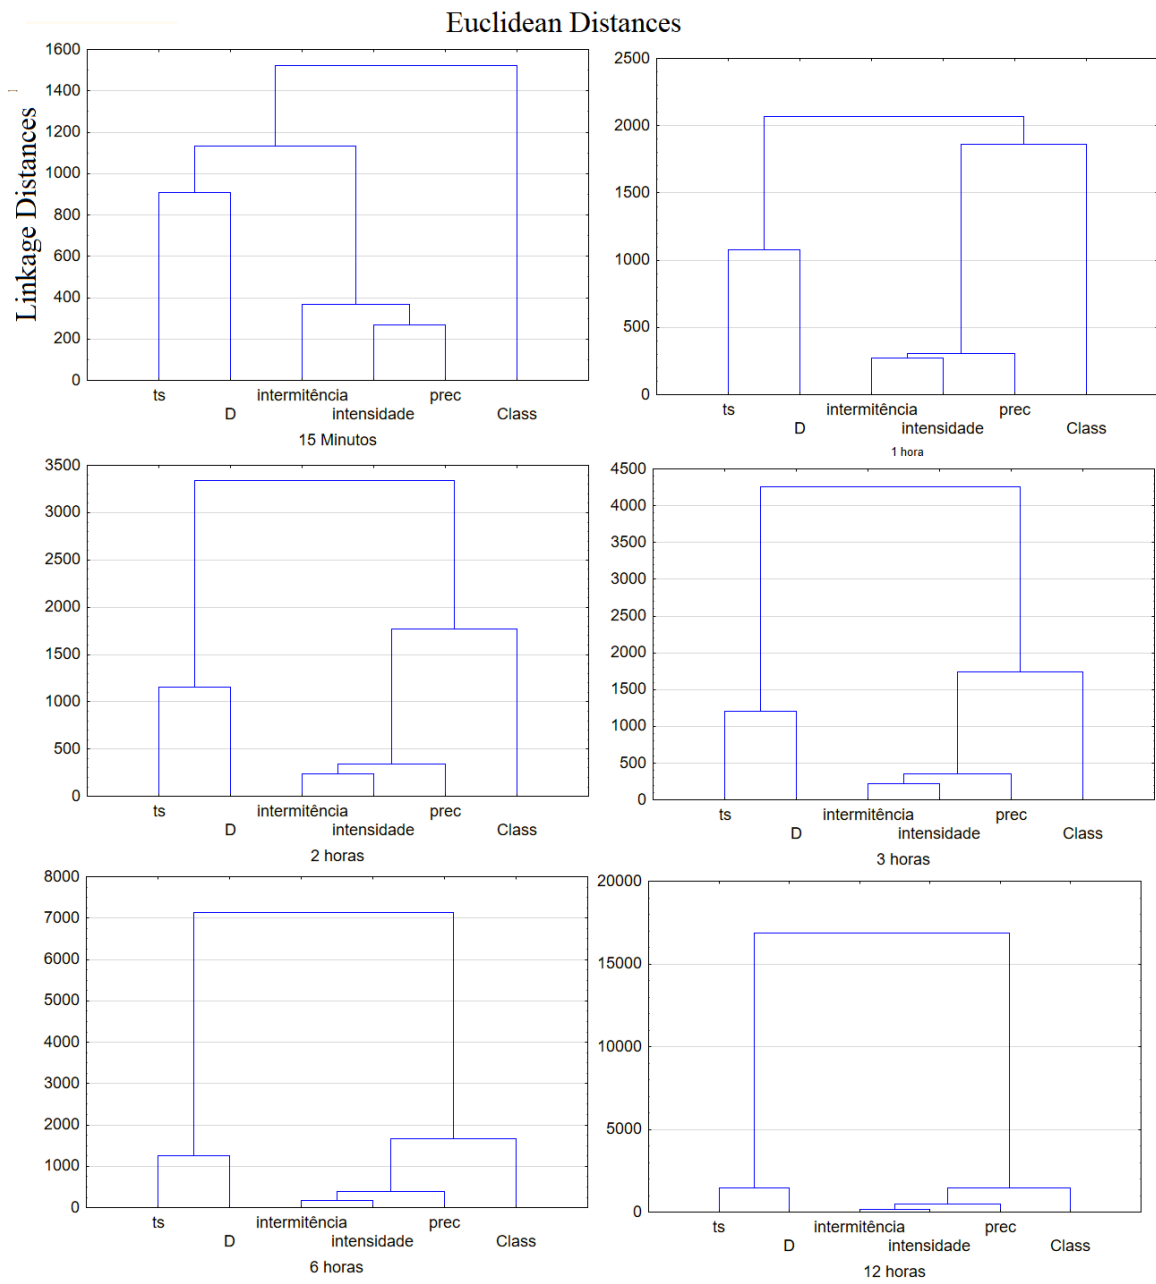 Euclidean Distances
Linkage Distances
1600
1400
1200
1000
800
600
400
200
0
ts
D
intermitência
intensidade
prec
Class
15 Minutos
2500
2000
1500
1000
500
0
ts
D
intermitência
intensidade
prec
Class
1 hora
3500
3000
2500
2000
1500
1000
500
0
ts
D
intermitência
intensidade
prec
Class
2 horas
4500
4000
3500
3000
2500
2000
1500
1000
500
0
ts
D
intermitência
intensidade
prec
Class
3 horas
8000
7000
6000
5000
4000
3000
2000
1000
0
ts
D
intermitência
intensidade
prec
Class
6 horas
20000
15000
10000
5000
0
ts
D
intermitência
intensidade
prec
Class
12 horas